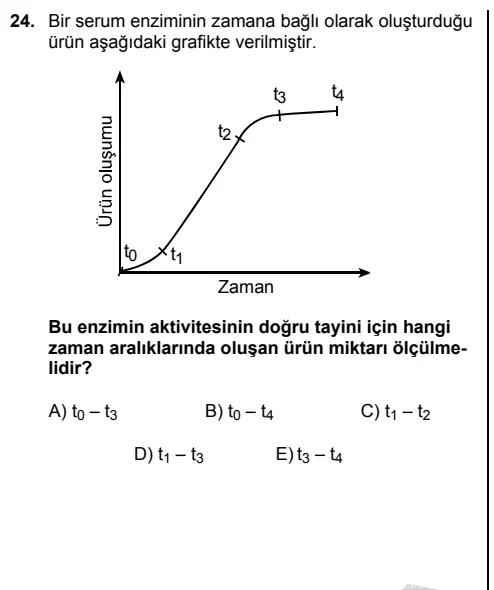 24. Bir serum enziminin zamana bağlı olarak oluşturduğu
ürün aşağıdaki grafikte verilmiştir.
t3
t4
t2
Ürün oluşumu
t0
t1
Zaman
Bu enzimin aktivitesinin doğru tayini için hangi
zaman aralıklarında oluşan ürün miktarı ölçülme-
lidir?
A) t0 – t3 B) t0 – t4 C) t1 – t2
D) t1 – t3 E) t3 – t4